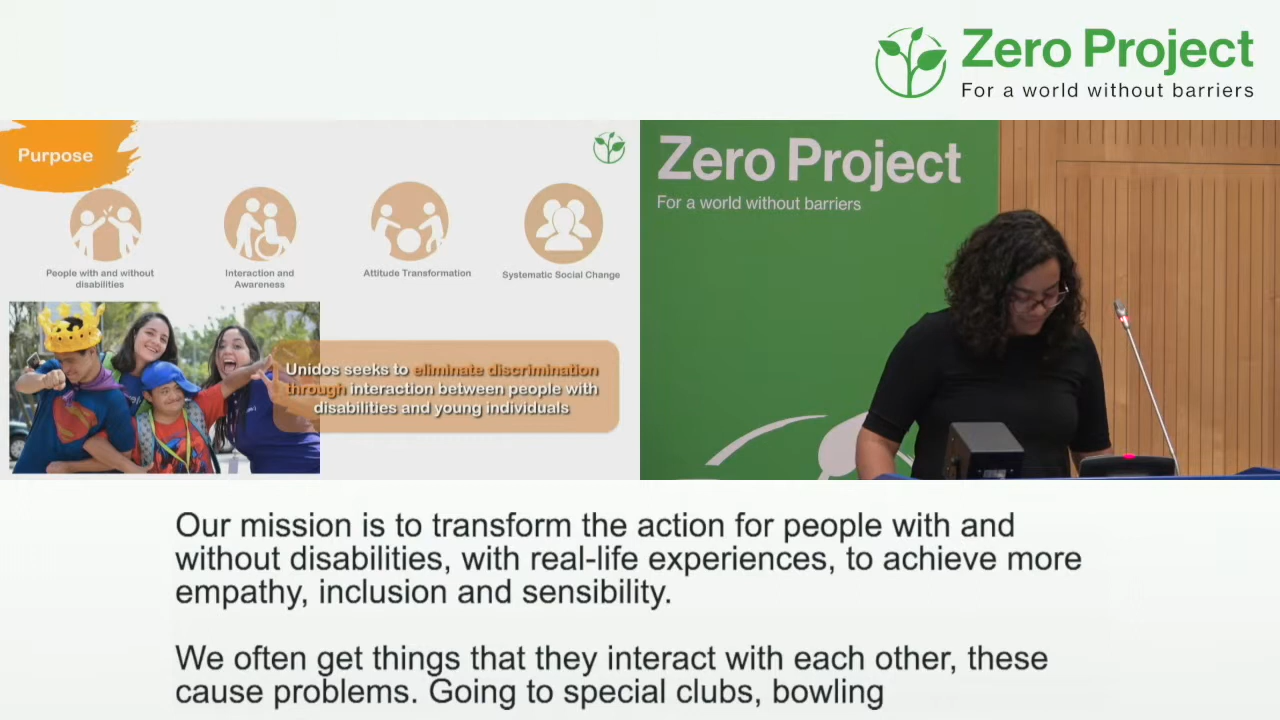 Zero Project
For a world without barriers
Purpose
People with and without
disabilities
Interaction and
Awareness
Attitude Transformation
Systematic Social Change
Unidos seeks to eliminate discrimination
through interaction between people with
disabilities and young individuals
Zero Project
For a world without barriers
Our mission is to transform the action for people with and
without disabilities, with real-life experiences, to achieve more
empathy, inclusion and sensibility.
We often get things that they interact with each other, these
cause problems. Going to special clubs, bowling